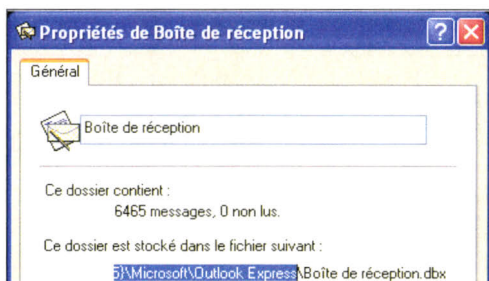 Propriétés de Boîte de réception
Général
Boîte de réception
Ce dossier contient :
6465 messages, 0 non lus.
Ce dossier est stocké dans le fichier suivant :
5}\Microsoft\Outlook Express\Boîte de réception.dbx